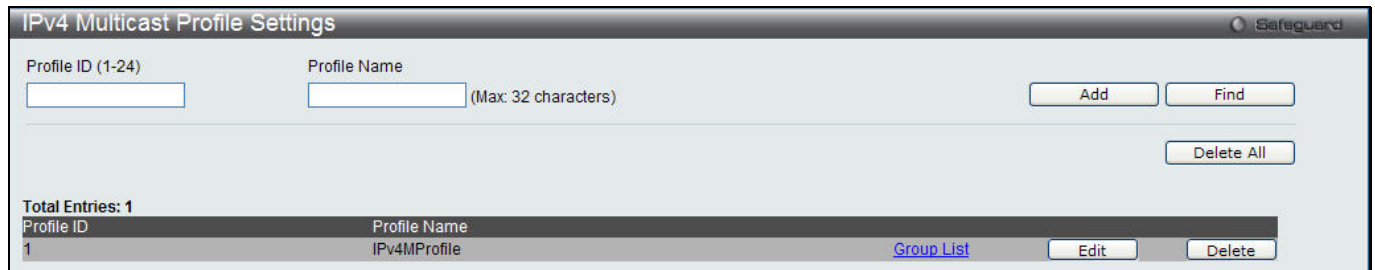 IPv4 Multicast Profile Settings Safeguard
Profile ID (1-24) Profile Name
(Max: 32 characters) Add Find
Delete All
Total Entries: 1
Profile ID Profile Name
1 IPv4MProfile Group List Edit Delete